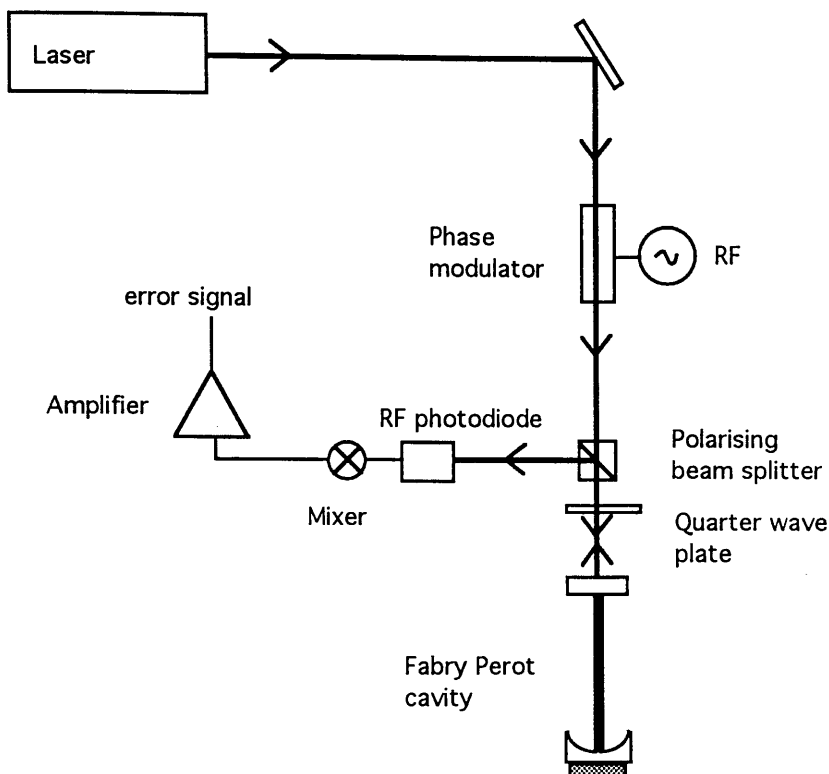 Laser
Phase
modulator
RF
error signal
Amplifier
RF photodiode
Mixer
Polarising
beam splitter
Quarter wave
plate
Fabry Perot
cavity